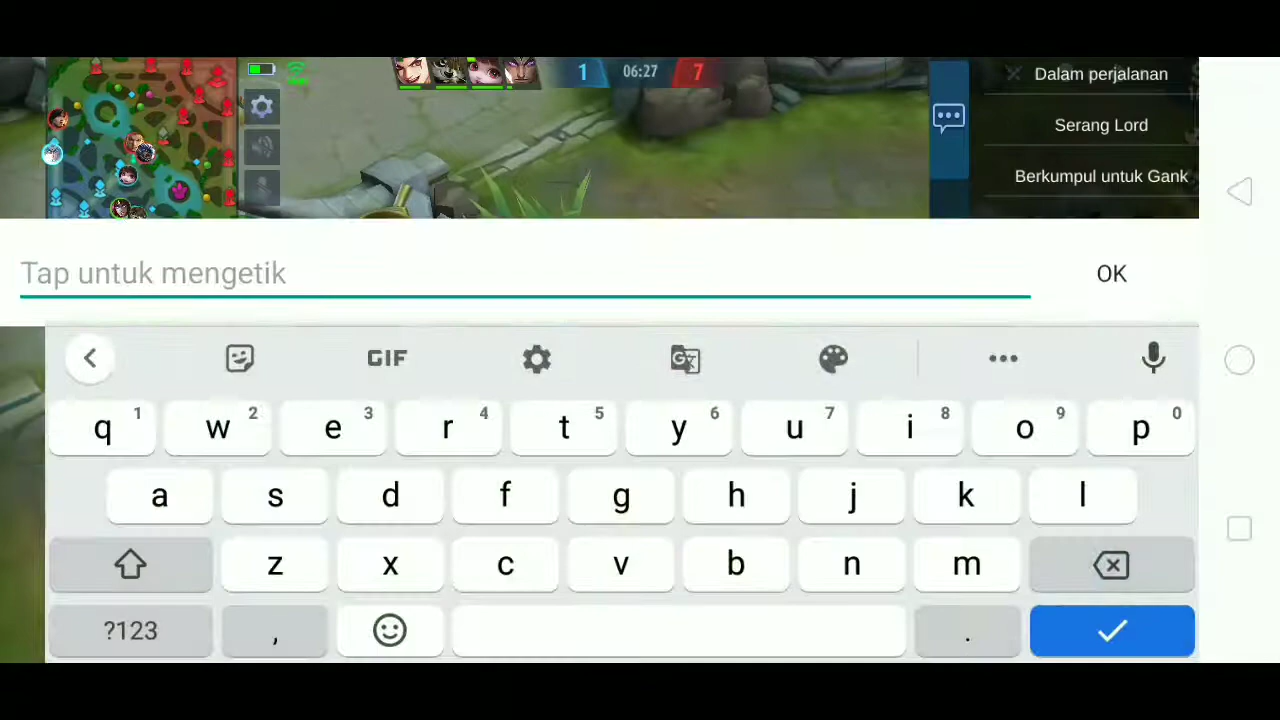 1 06:27 7
Dalam perjalanan
Serang Lord
Berkumpul untuk Gank
Tap untuk mengetik
OK
GIF
q 1 w 2 e 3 r 4 t 5 y 6 u 7 i 8 o 9 p 0
a s d f g h j k l
z x c v b n m
?123 , .